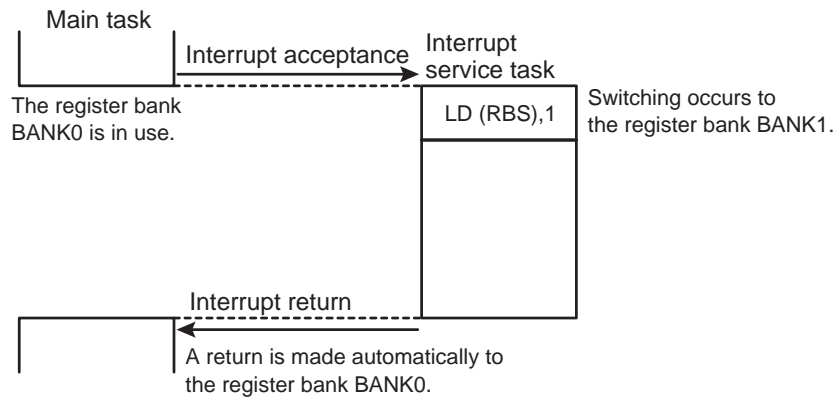 Main task
Interrupt acceptance
Interrupt
service task
The register bank
BANK0 is in use.
LD (RBS),1
Switching occurs to
the register bank BANK1.
Interrupt return
A return is made automatically to
the register bank BANK0.